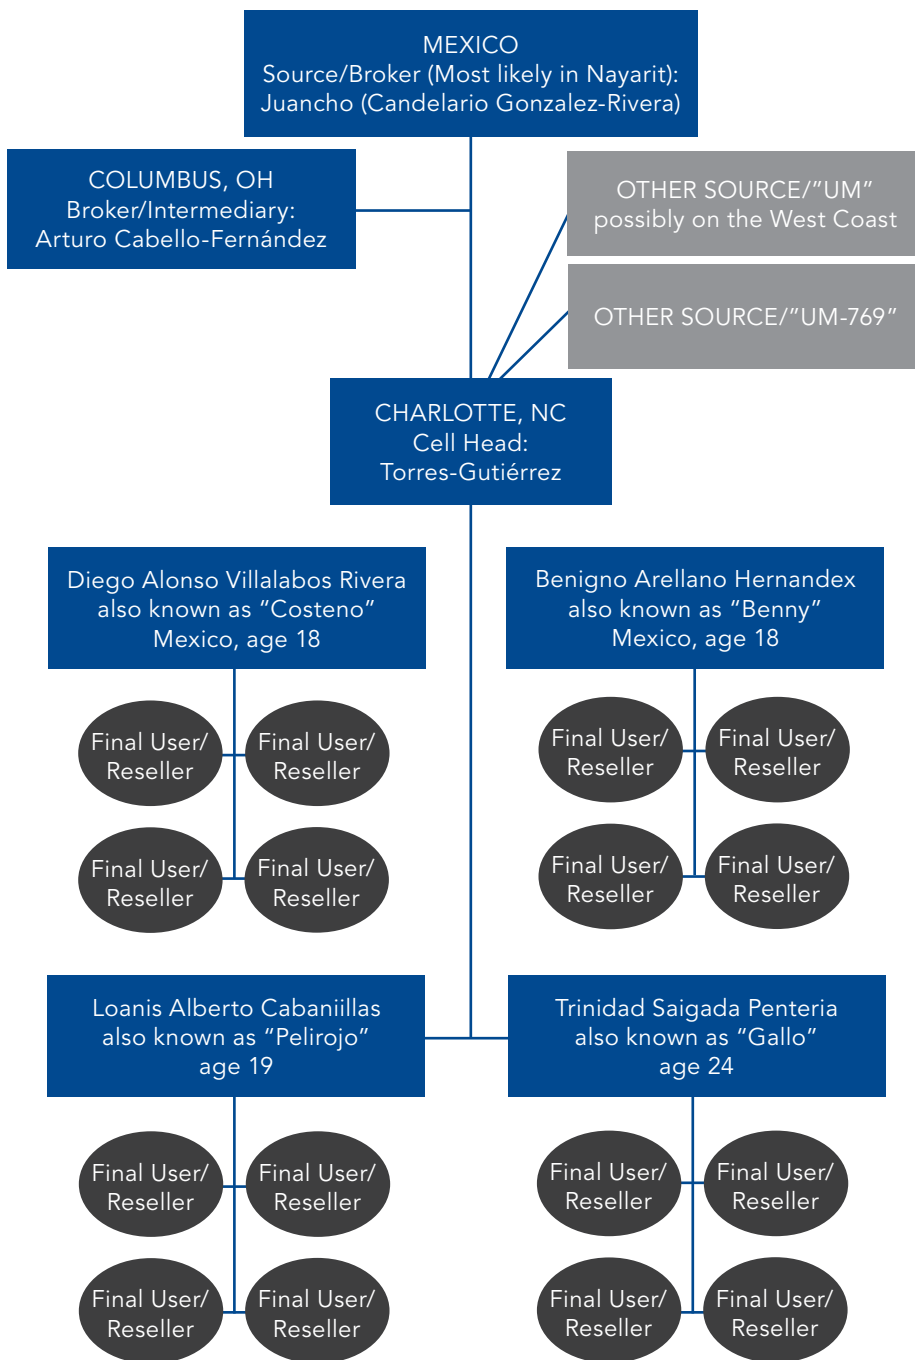 MEXICO
Source/Broker (Most likely in Nayarit):
Juancho (Candelario Gonzalez-Rivera)
COLUMBUS, OH
Broker/Intermediary:
Arturo Cabello-Fernández
OTHER SOURCE/”UM”
possibly on the West Coast
OTHER SOURCE/”UM-769”
CHARLOTTE, NC
Cell Head:
Torres-Gutiérrez
Diego Alonso Villalabos Rivera
also known as “Costeno”
Mexico, age 18
Benigno Arellano Hernandex
also known as “Benny”
Mexico, age 18
Final User/
Reseller
Final User/
Reseller
Final User/
Reseller
Final User/
Reseller
Final User/
Reseller
Final User/
Reseller
Final User/
Reseller
Final User/
Reseller
Loanis Alberto Cabaniillas
also known as “Pelirojo”
age 19
Trinidad Saigada Penteria
also known as “Gallo”
age 24
Final User/
Reseller
Final User/
Reseller
Final User/
Reseller
Final User/
Reseller
Final User/
Reseller
Final User/
Reseller
Final User/
Reseller
Final User/
Reseller